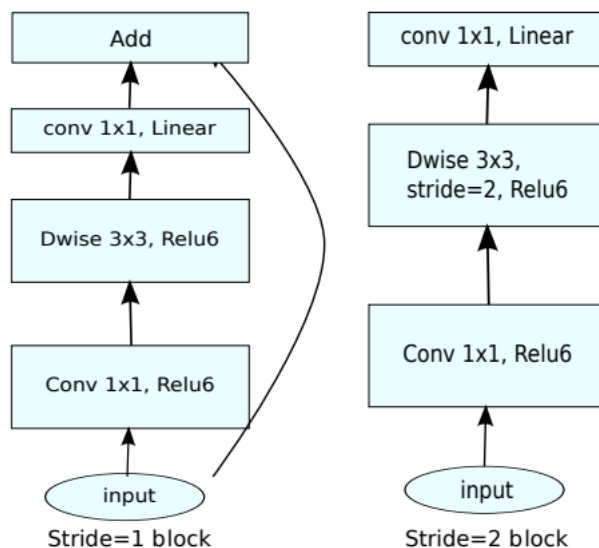 Add
conv 1x1, Linear
Dwise 3x3, Relu6
Conv 1x1, Relu6
input
Stride=1 block
conv 1x1, Linear
Dwise 3x3,
stride=2, Relu6
Conv 1x1, Relu6
input
Stride=2 block